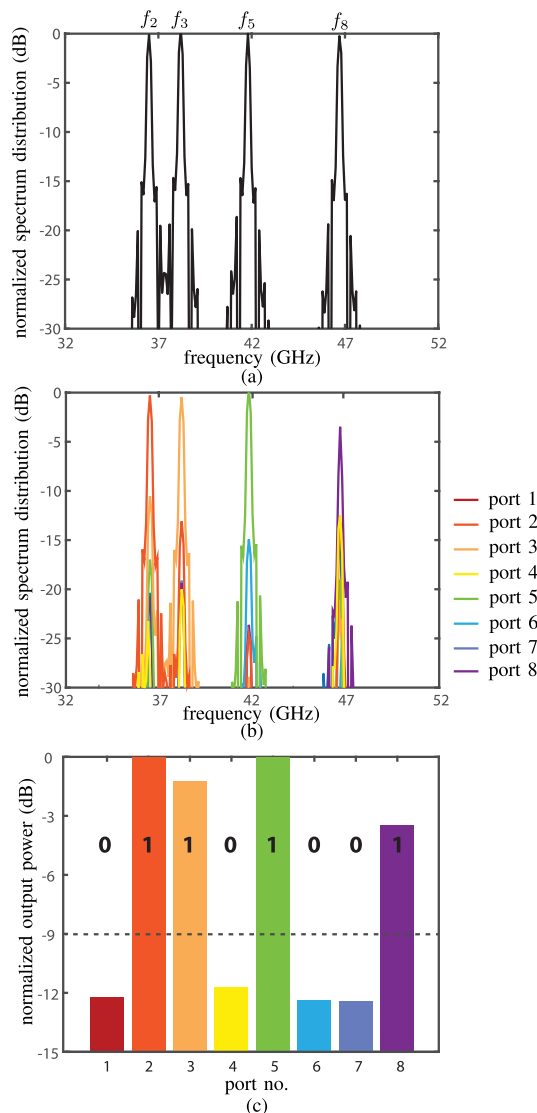 f2 f3 f5 f8
normalized spectrum distribution (dB)
0
-5
-10
-15
-20
-25
-30
32 37 42 47 52
frequency (GHz)
(a)
normalized spectrum distribution (dB)
0
-5
-10
-15
-20
-25
-30
32 37 42 47 52
frequency (GHz)
(b)
port 1
port 2
port 3
port 4
port 5
port 6
port 7
port 8
normalized output power (dB)
0
-3
-6
-9
-12
-15
0 1 1 0 1 0 0 1
1 2 3 4 5 6 7 8
port no.
(c)